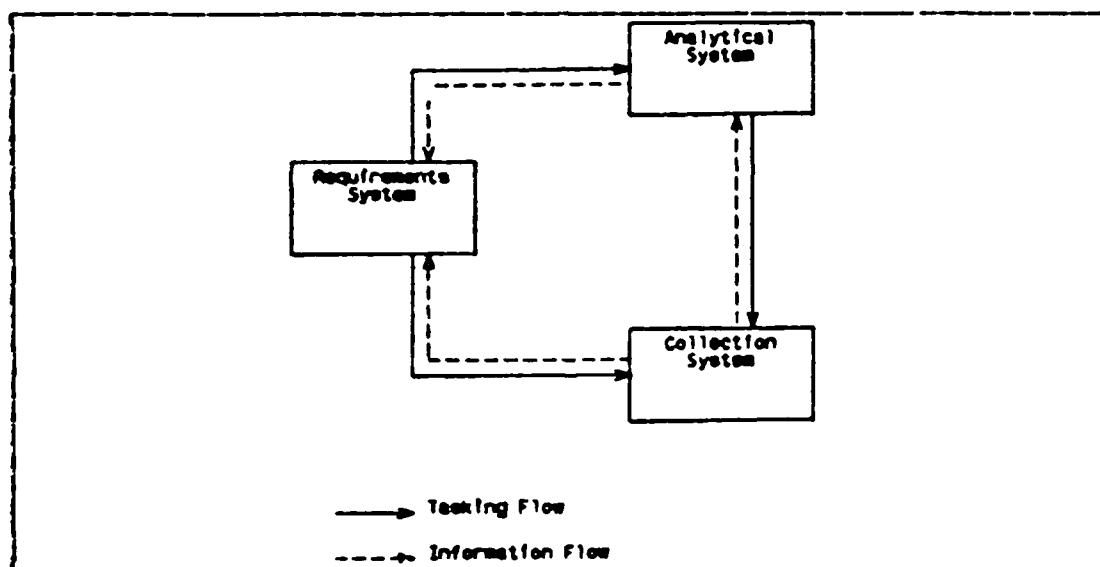 Analytical
System
Requirements
System
Collection
System
Tasking Flow
Information Flow